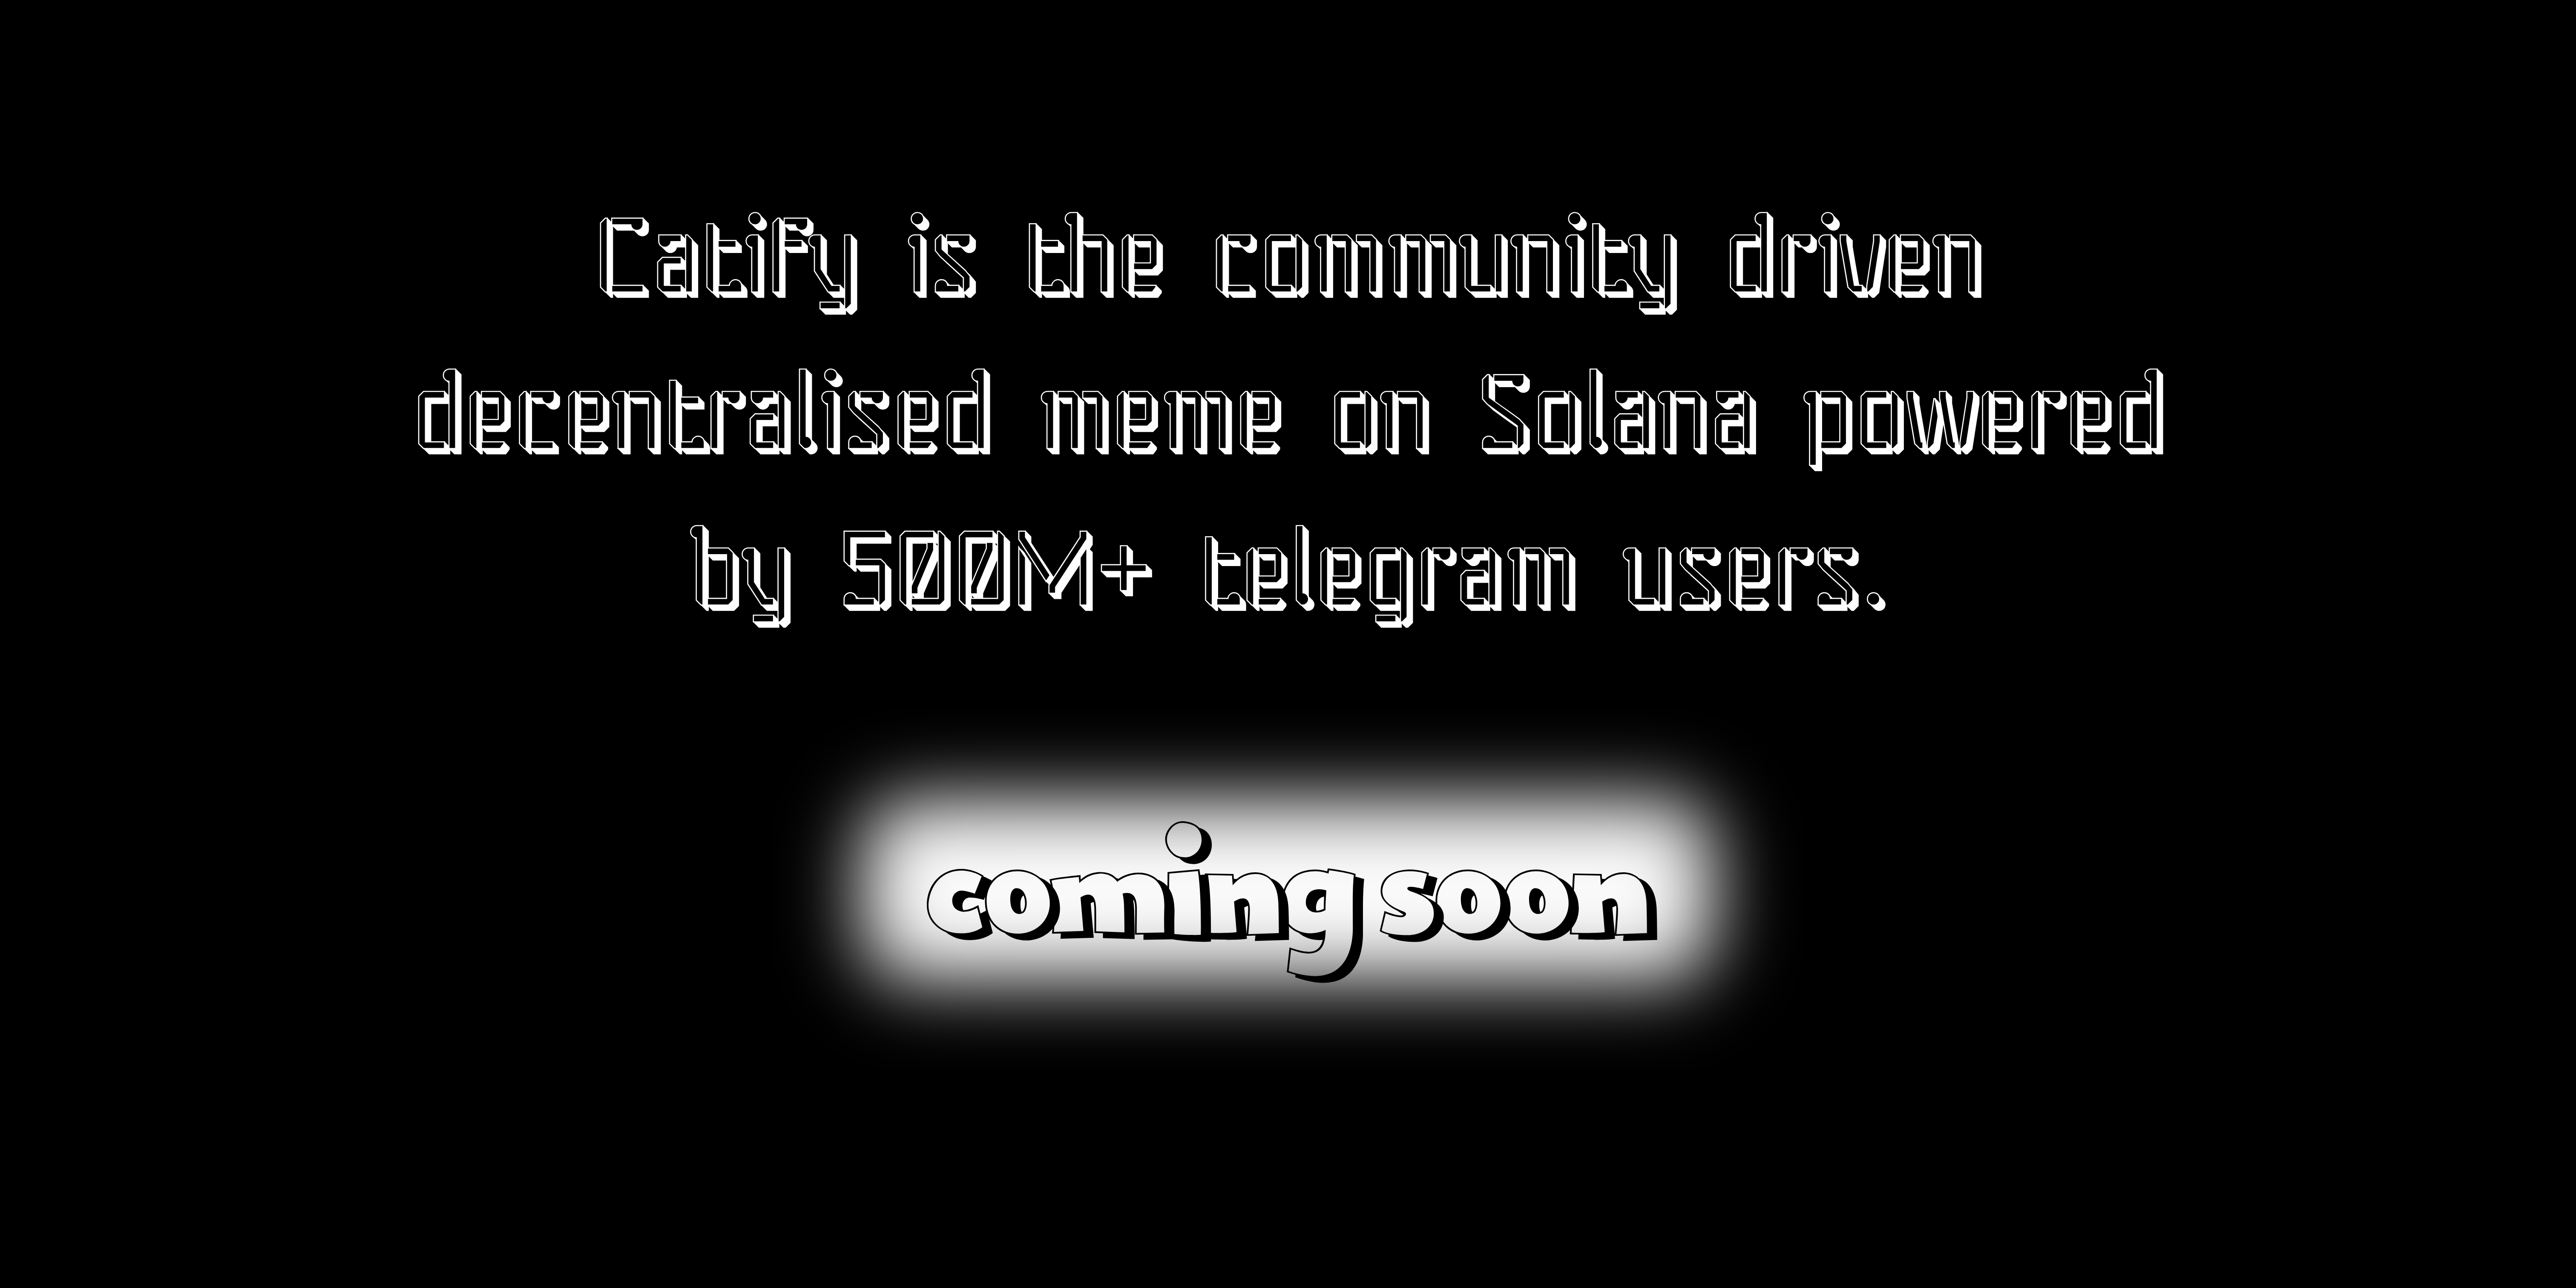 Catify is the community driven
decentralised meme on Solana powered
by 500M+ telegram users.
coming soon